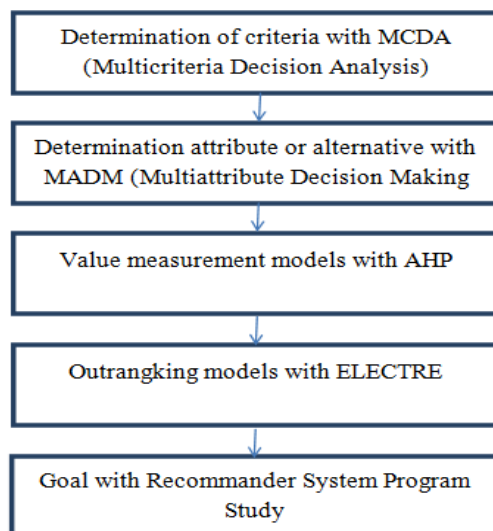 Determination of criteria with MCDA
(Multicriteria Decision Analysis)
Determination attribute or alternative with
MADM (Multiattribute Decision Making
Value measurement models with AHP
Outrangking models with ELECTRE
Goal with Recommander System Program
Study